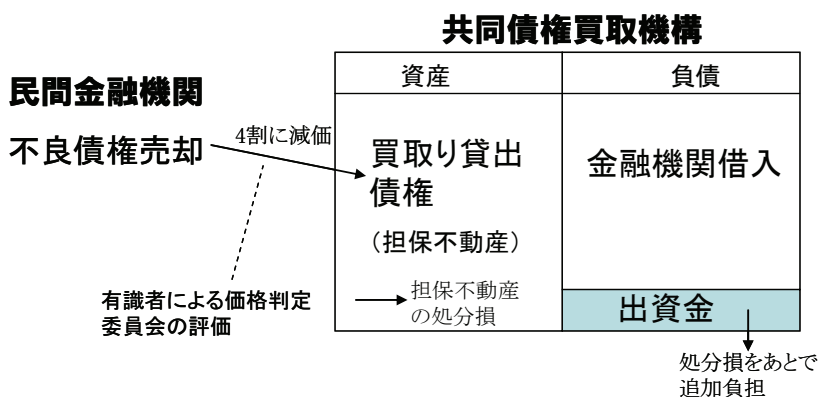 共同債権買取機構
資産
負債
民間金融機関
不良債権売却
4割に減価
買取り貸出
債権
(担保不動産)
金融機関借入
有識者による価格判定
委員会の評価
担保不動産
の処分損
出資金
処分損をあとで
追加負担